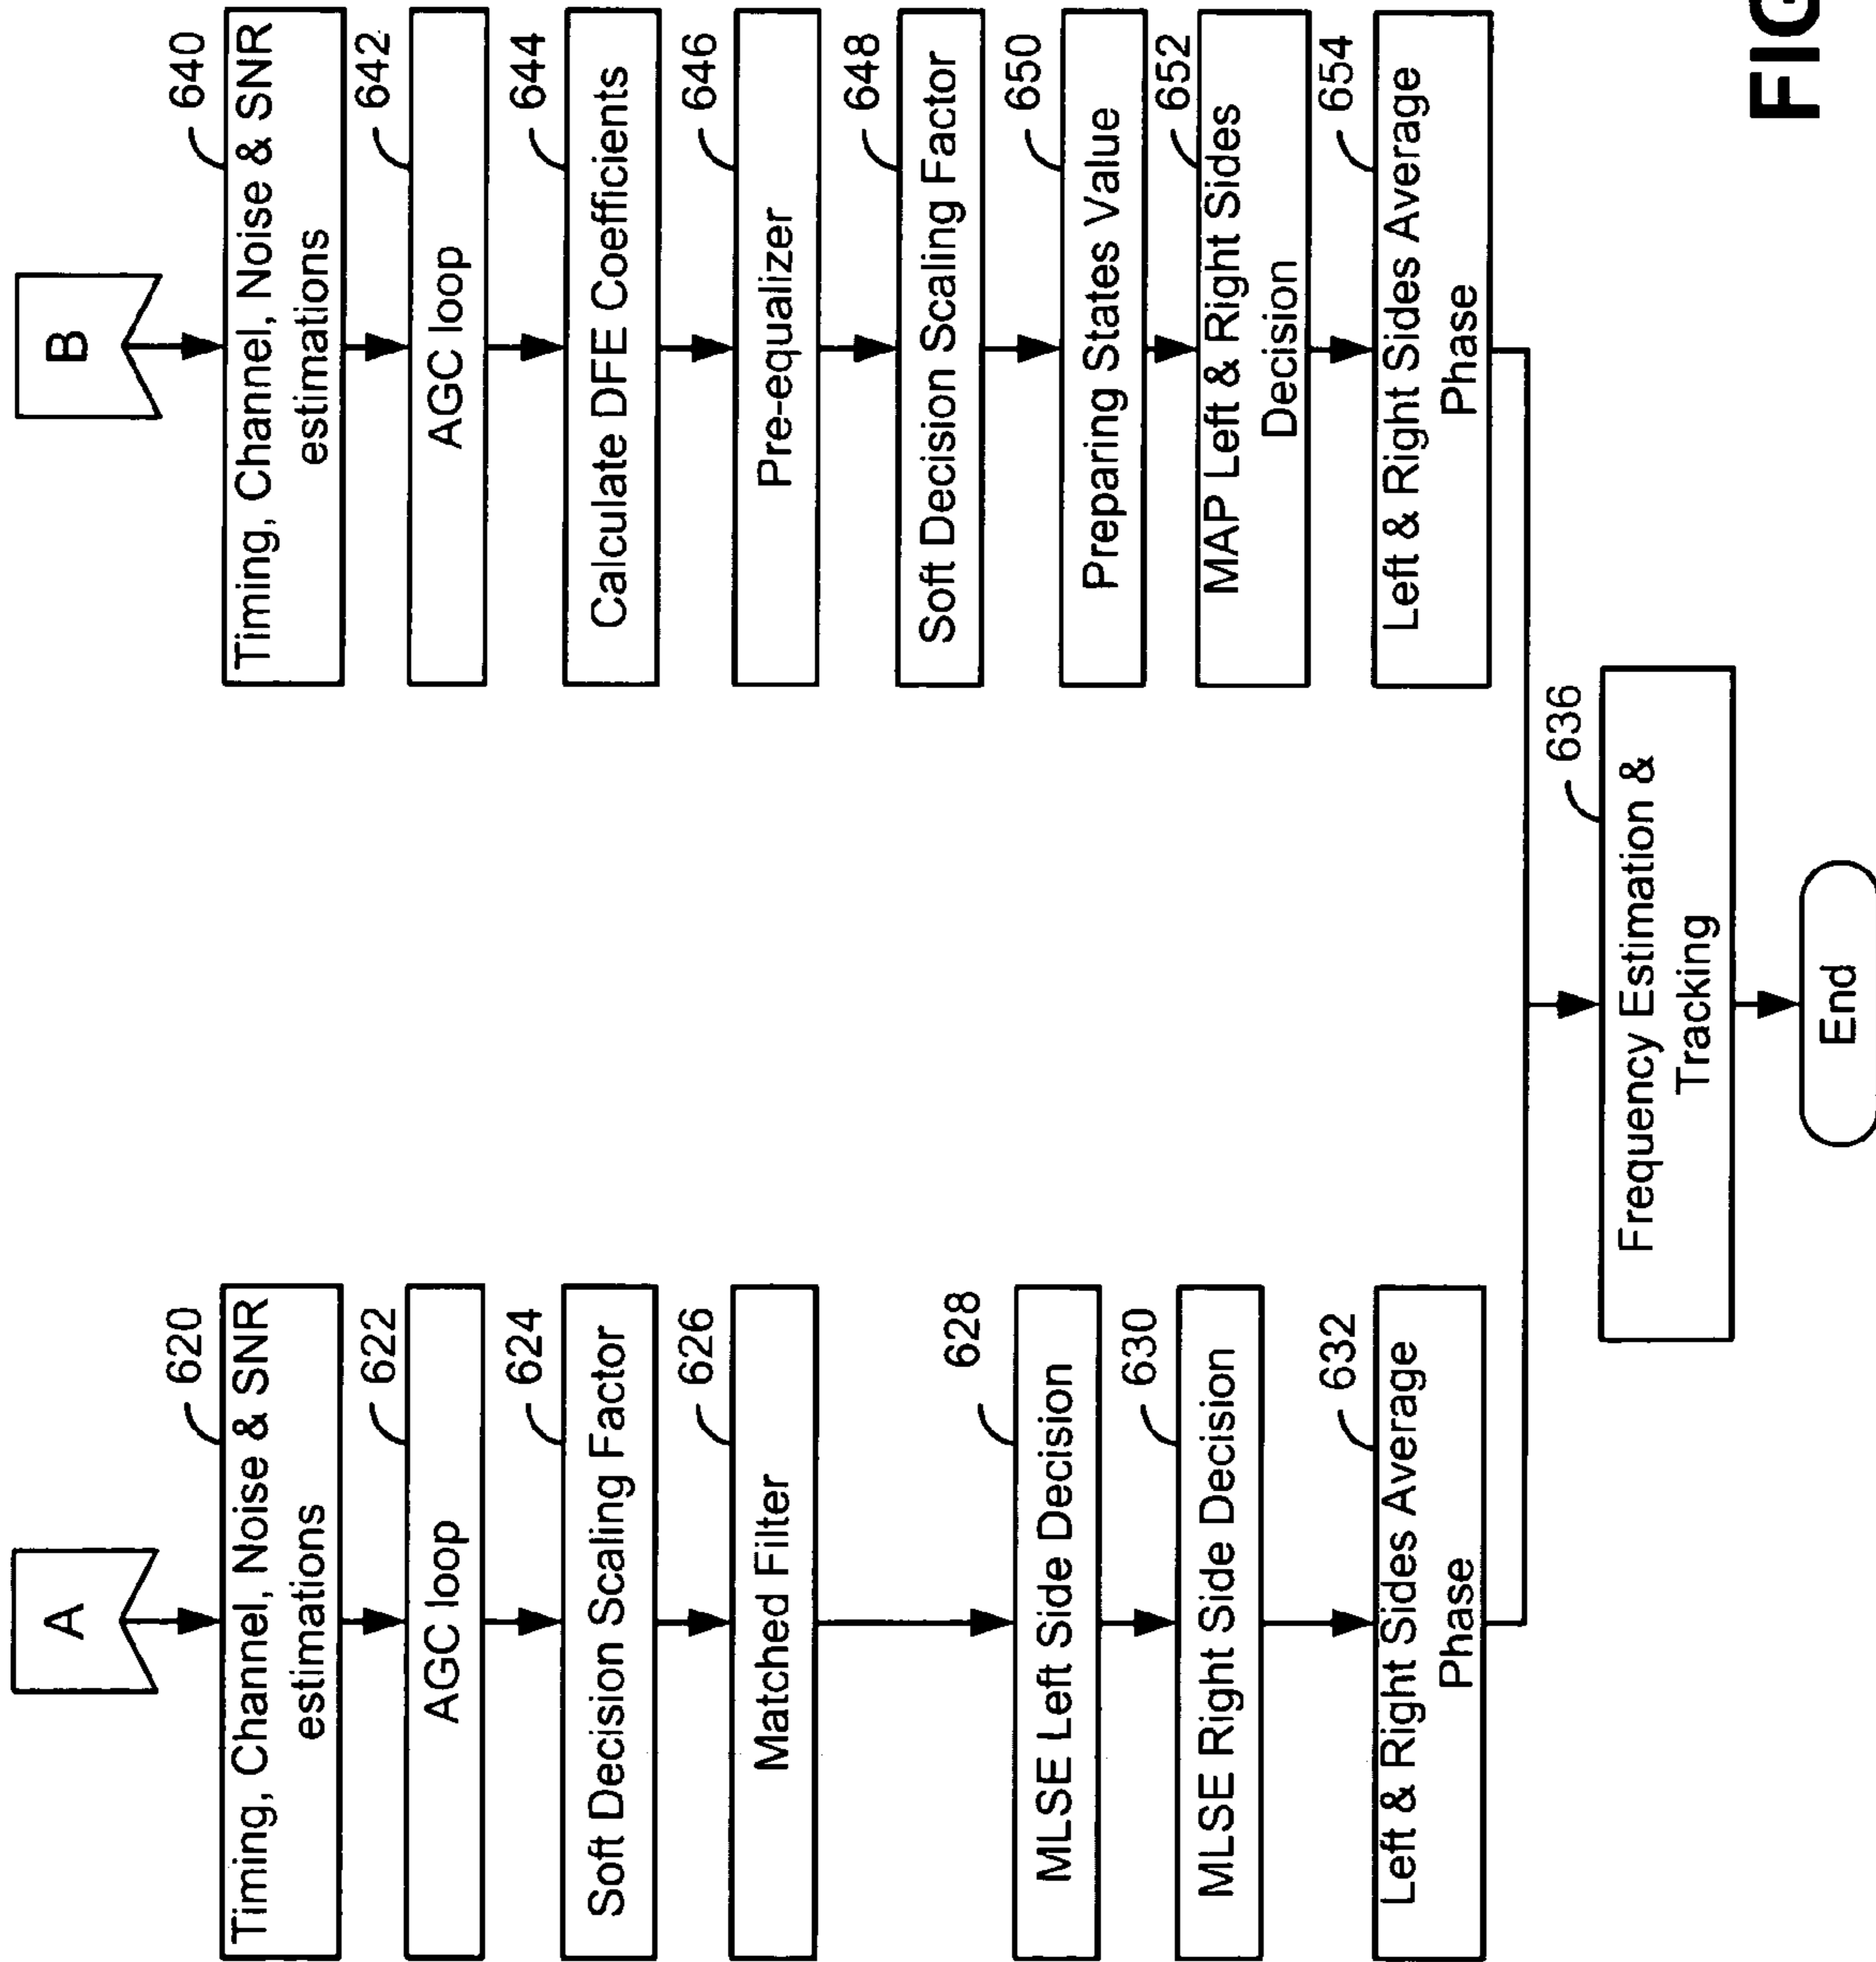 A
620
Timing, Channel, Noise & SNR
estimations
622
AGC loop
624
Soft Decision Scaling Factor
626
Matched Filter
628
MLSE Left Side Decision
630
MLSE Right Side Decision
632
Left & Right Sides Average
Phase
B
640
Timing, Channel, Noise & SNR
estimations
642
AGC loop
644
Calculate DFE Coefficients
646
Pre-equalizer
648
Soft Decision Scaling Factor
650
Preparing States Value
652
MAP Left & Right Sides
Decision
654
Left & Right Sides Average
Phase
636
Frequency Estimation &
Tracking
End